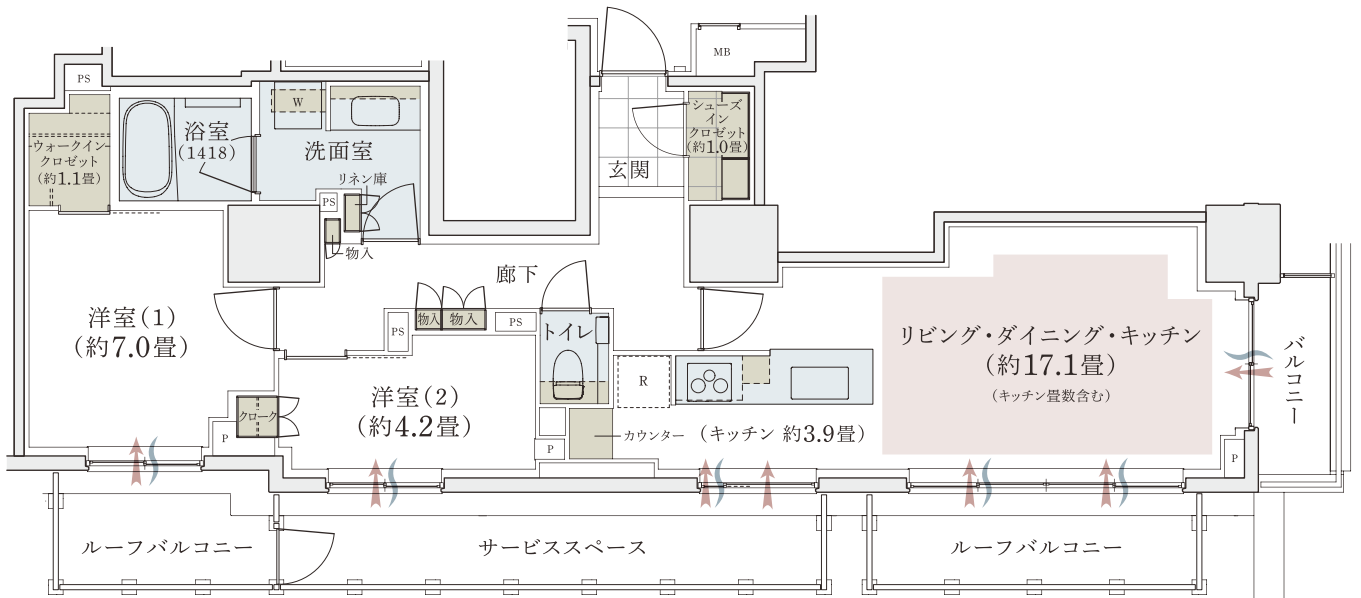 MB
PS
W
シューズ
イン
クロゼット
(約1.0畳)
ウォークイン
クロゼット
(約1.1畳)
浴室
(1418)
洗面室
リネン庫
玄関
PS
物入
廊下
洋室(1)
(約7.0畳)
PS
物入
物入
PS
トイレ
リビング・ダイニング・キッチン
(約17.1畳)
(キッチン畳数含む)
バルコニー
R
洋室(2)
(約4.2畳)
クローク
P
カウンター
(キッチン 約3.9畳)
P
P
ルーフバルコニー
サービススペース
ルーフバルコニー